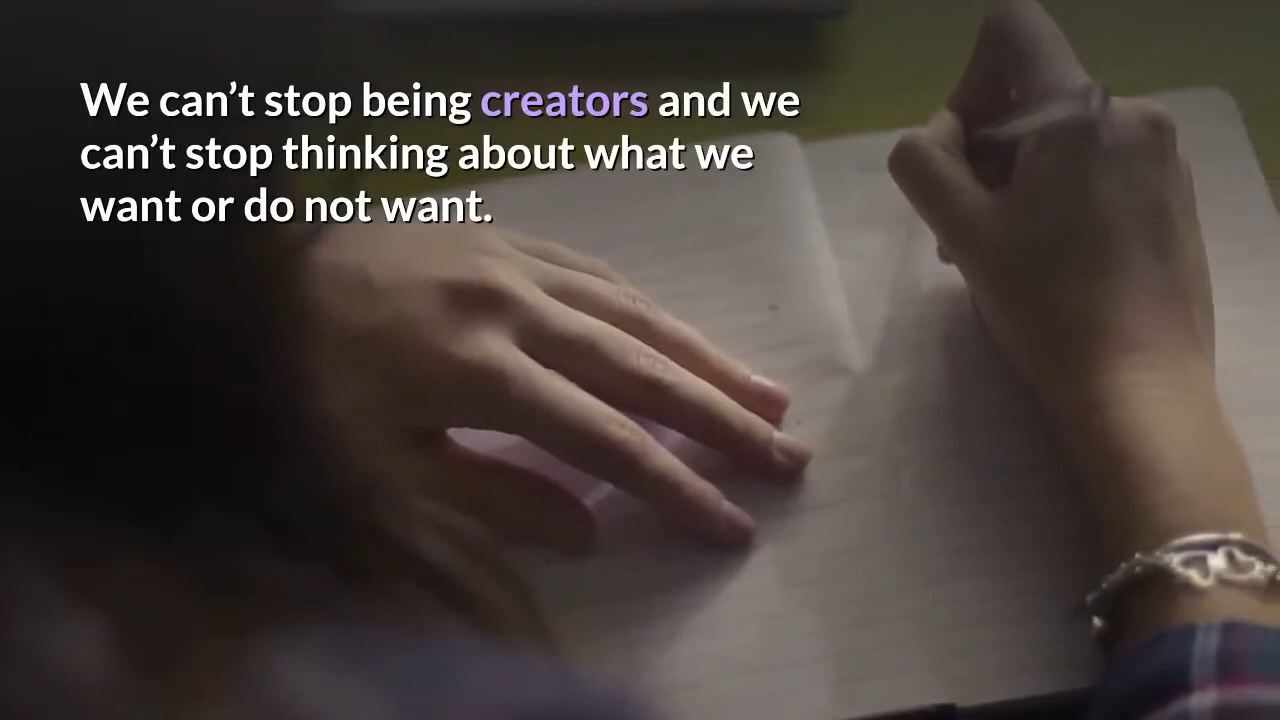 We can’t stop being creators and we
can’t stop thinking about what we
want or do not want.